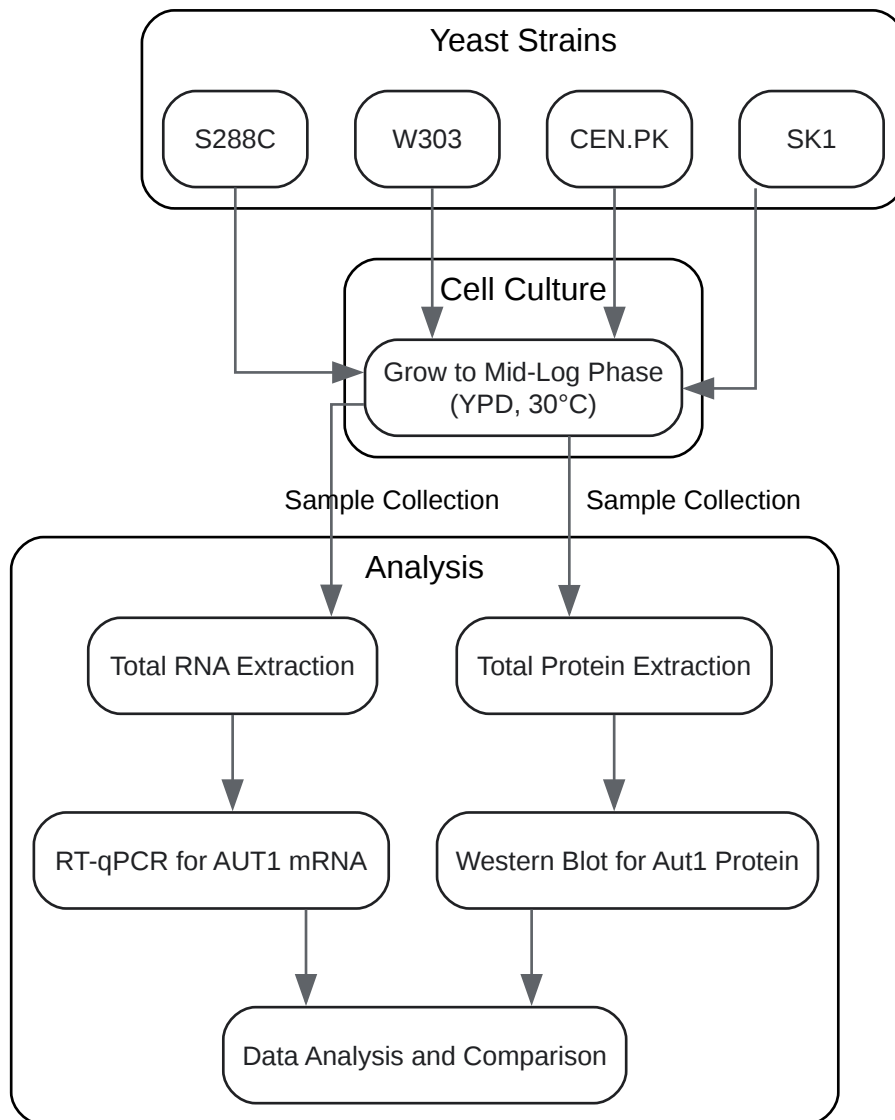 Yeast Strains
S288C
W303
CEN.PK
SK1
Cell Culture
Grow to Mid-Log Phase
(YPD, 30°C)
Sample Collection
Sample Collection
Analysis
Total RNA Extraction
Total Protein Extraction
RT-qPCR for AUT1 mRNA
Western Blot for Aut1 Protein
Data Analysis and Comparison